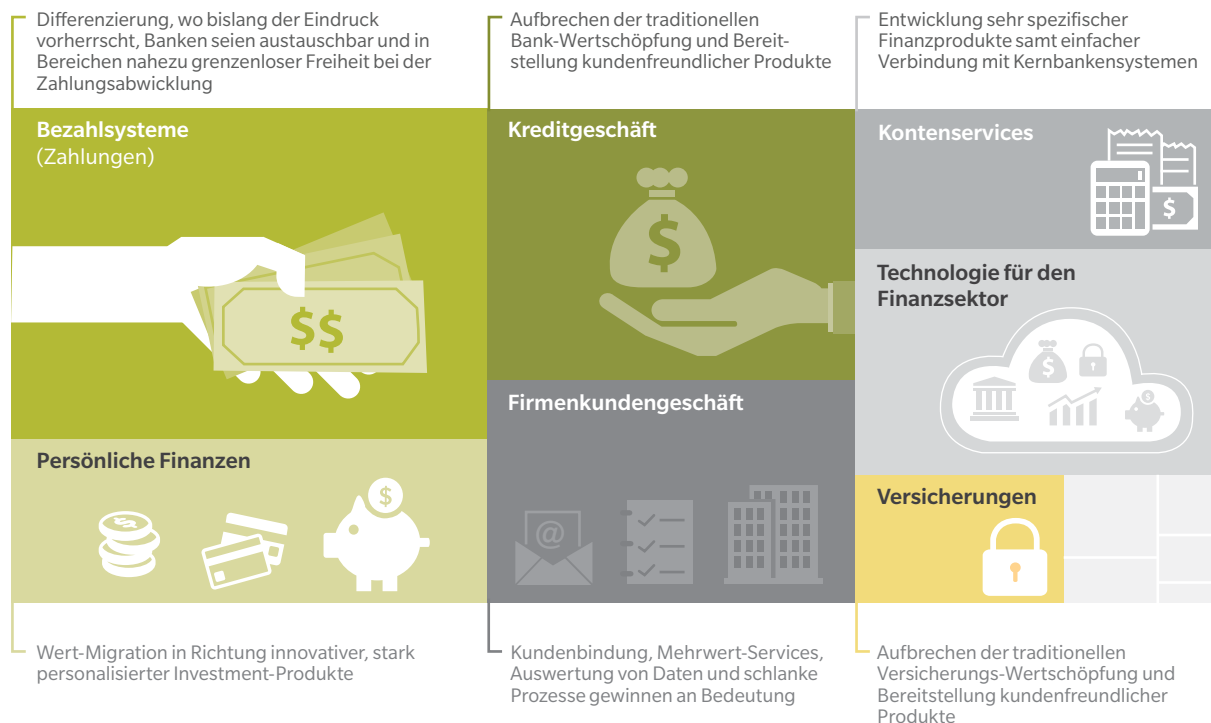 Differenzierung, wo bislang der Eindruck
vorherrscht, Banken seien austauschbar und in
Bereichen nahezu grenzenloser Freiheit bei der
Zahlungsabwicklung
Aufbrechen der traditionellen
Bank-Wertschöpfung und Bereit-
stellung kundenfreundlicher Produkte
Entwicklung sehr spezifischer
Finanzprodukte samt einfacher
Verbindung mit Kernbankensystemen
Bezahlsysteme
(Zahlungen)
$$
Kreditgeschäft
$
Kontenservices
$
Technologie für den
Finanzsektor
$
$
Persönliche Finanzen
$
$
Firmenkundengeschäft
@
Versicherungen
Wert-Migration in Richtung innovativer, stark
personalisierter Investment-Produkte
Kundenbindung, Mehrwert-Services,
Auswertung von Daten und schlanke
Prozesse gewinnen an Bedeutung
Aufbrechen der traditionellen
Versicherungs-Wertschöpfung und
Bereitstellung kundenfreundlicher
Produkte